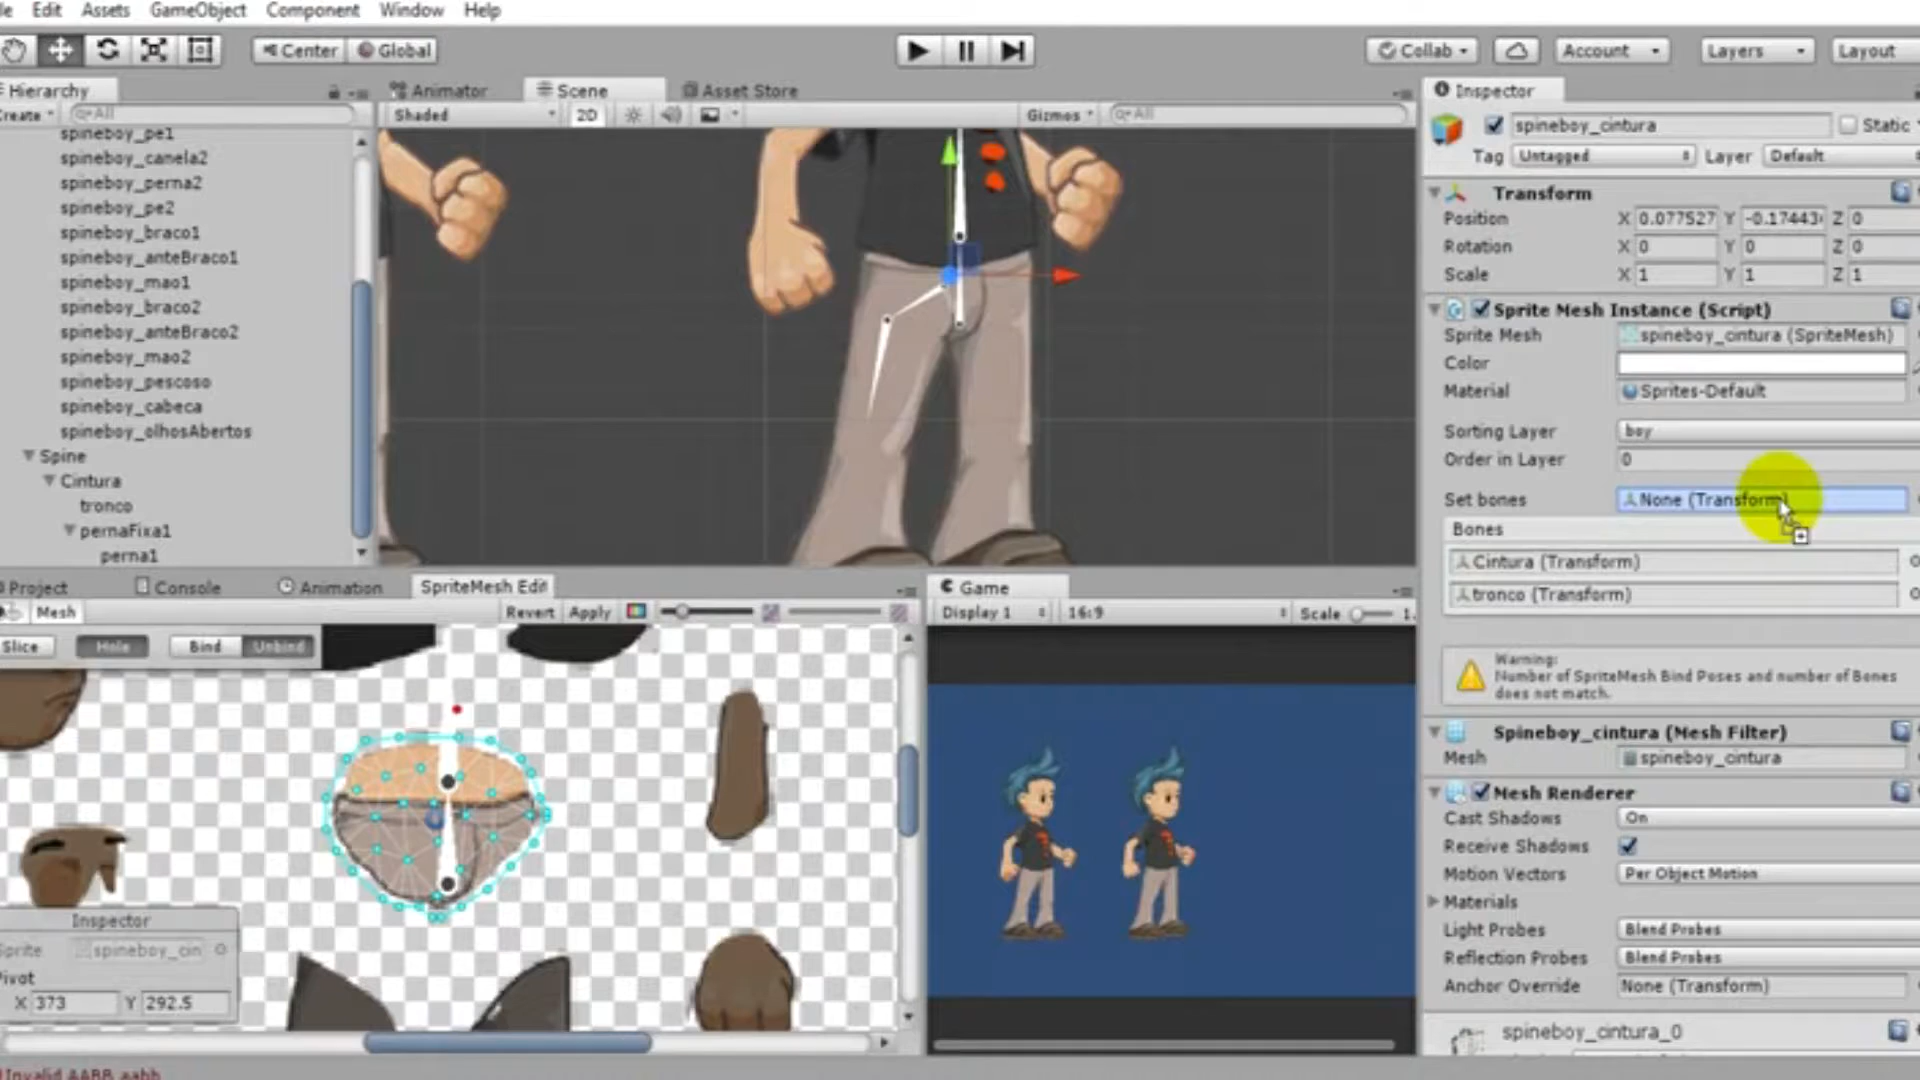 Edit Assets GameObject Component Window Help
Center Global Collab Account Layers Layout
Hierarchy
Create All
spineboy_pe1
spineboy_canela2
spineboy_perna2
spineboy_pe2
spineboy_braco1
spineboy_anteBraco1
spineboy_mao1
spineboy_braco2
spineboy_anteBraco2
spineboy_mao2
spineboy_pescoso
spineboy_cabeca
spineboy_olhosAbertos
Spine
Cintura
tronco
pernaFixa1
perna1
Animator Scene Asset Store
Shaded 2D Gizmos All
Inspector
spineboy_cintura Static
Tag Untagged Layer Default
Transform
Position X 0.077527 Y -0.17443 Z 0
Rotation X 0 Y 0 Z 0
Scale X 1 Y 1 Z 1
Sprite Mesh Instance (Script)
Sprite Mesh spineboy_cintura (SpriteMesh)
Color
Material Sprites-Default
Sorting Layer boy
Order in Layer 0
Set bones None (Transform)
Bones
Cintura (Transform)
tronco (Transform)
Warning:
Number of SpriteMesh Bind Poses and number of Bones
does not match.
Spineboy_cintura (Mesh Filter)
Mesh spineboy_cintura
Mesh Renderer
Cast Shadows On
Receive Shadows
Motion Vectors Per Object Motion
Materials
Light Probes Blend Probes
Reflection Probes Blend Probes
Anchor Override None (Transform)
spineboy_cintura_0
Project Console Animation SpriteMesh Edit
Mesh Revert Apply
Slice Hole Bind Unbind
Inspector
Sprite spineboy_cin
Pivot
X 373 Y 292.5
Game
Display 1 16:9 Scale 1.
Invalid AABB aabb